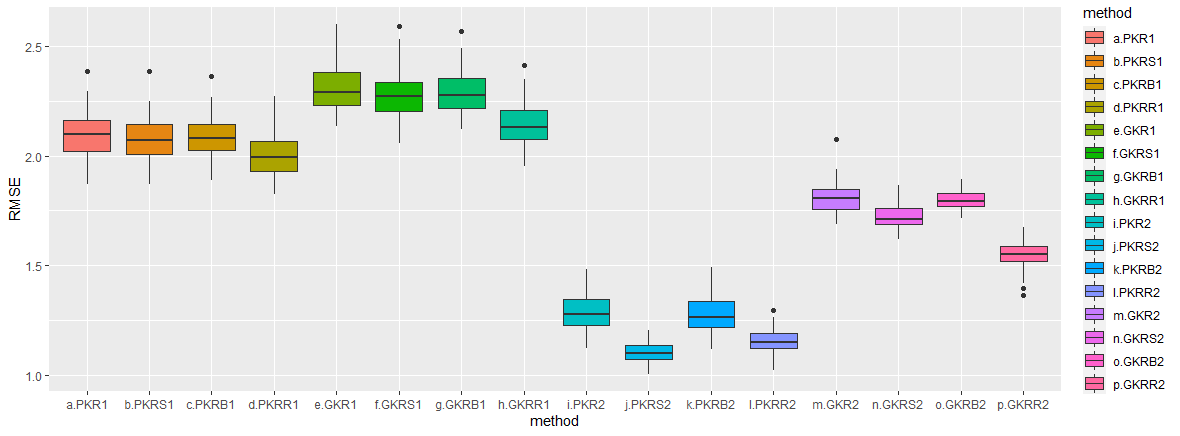 RMSE
2.5
2.0
1.5
1.0
a.PKR1 b.PKRS1 c.PKRB1 d.PKRR1 e.GKR1 f.GKRS1 g.GKRB1 h.GKRR1 i.PKR2 j.PKRS2 k.PKRB2 l.PKRR2 m.GKR2 n.GKRS2 o.GKRB2 p.GKRR2
method
method
a.PKR1
b.PKRS1
c.PKRB1
d.PKRR1
e.GKR1
f.GKRS1
g.GKRB1
h.GKRR1
i.PKR2
j.PKRS2
k.PKRB2
l.PKRR2
m.GKR2
n.GKRS2
o.GKRB2
p.GKRR2